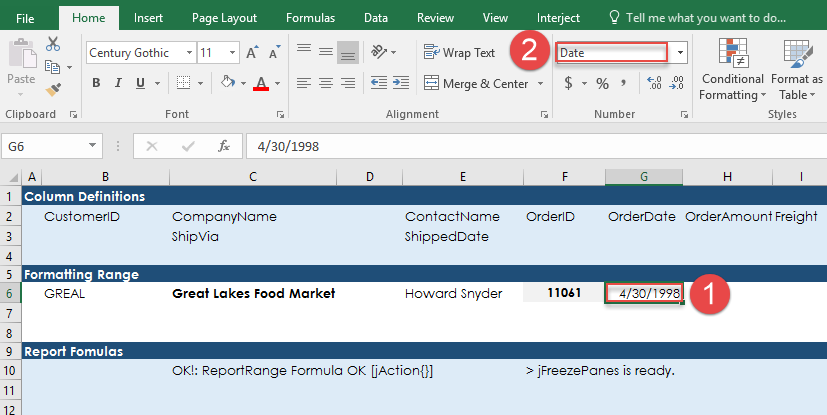 File Home Insert Page Layout Formulas Data Review View Interject Tell me what you want to do...
Paste Century Gothic 11 A A Wrap Text 2 Date Conditional Formatting Format as Table
B I U A Merge & Center $ % , .00 .0
Clipboard Font Alignment Number Styles
G6 fx 4/30/1998
A B C D E F G H I
1 Column Definitions
2 CustomerID CompanyName ContactName OrderID OrderDate OrderAmount Freight
3 ShipVia ShippedDate
4
5 Formatting Range
6 GREAL Great Lakes Food Market Howard Snyder 11061 4/30/1998 1
7
8
9 Report Fomulas
10 OK!: ReportRange Formula OK [jAction{}] > jFreezePanes is ready.
11
12